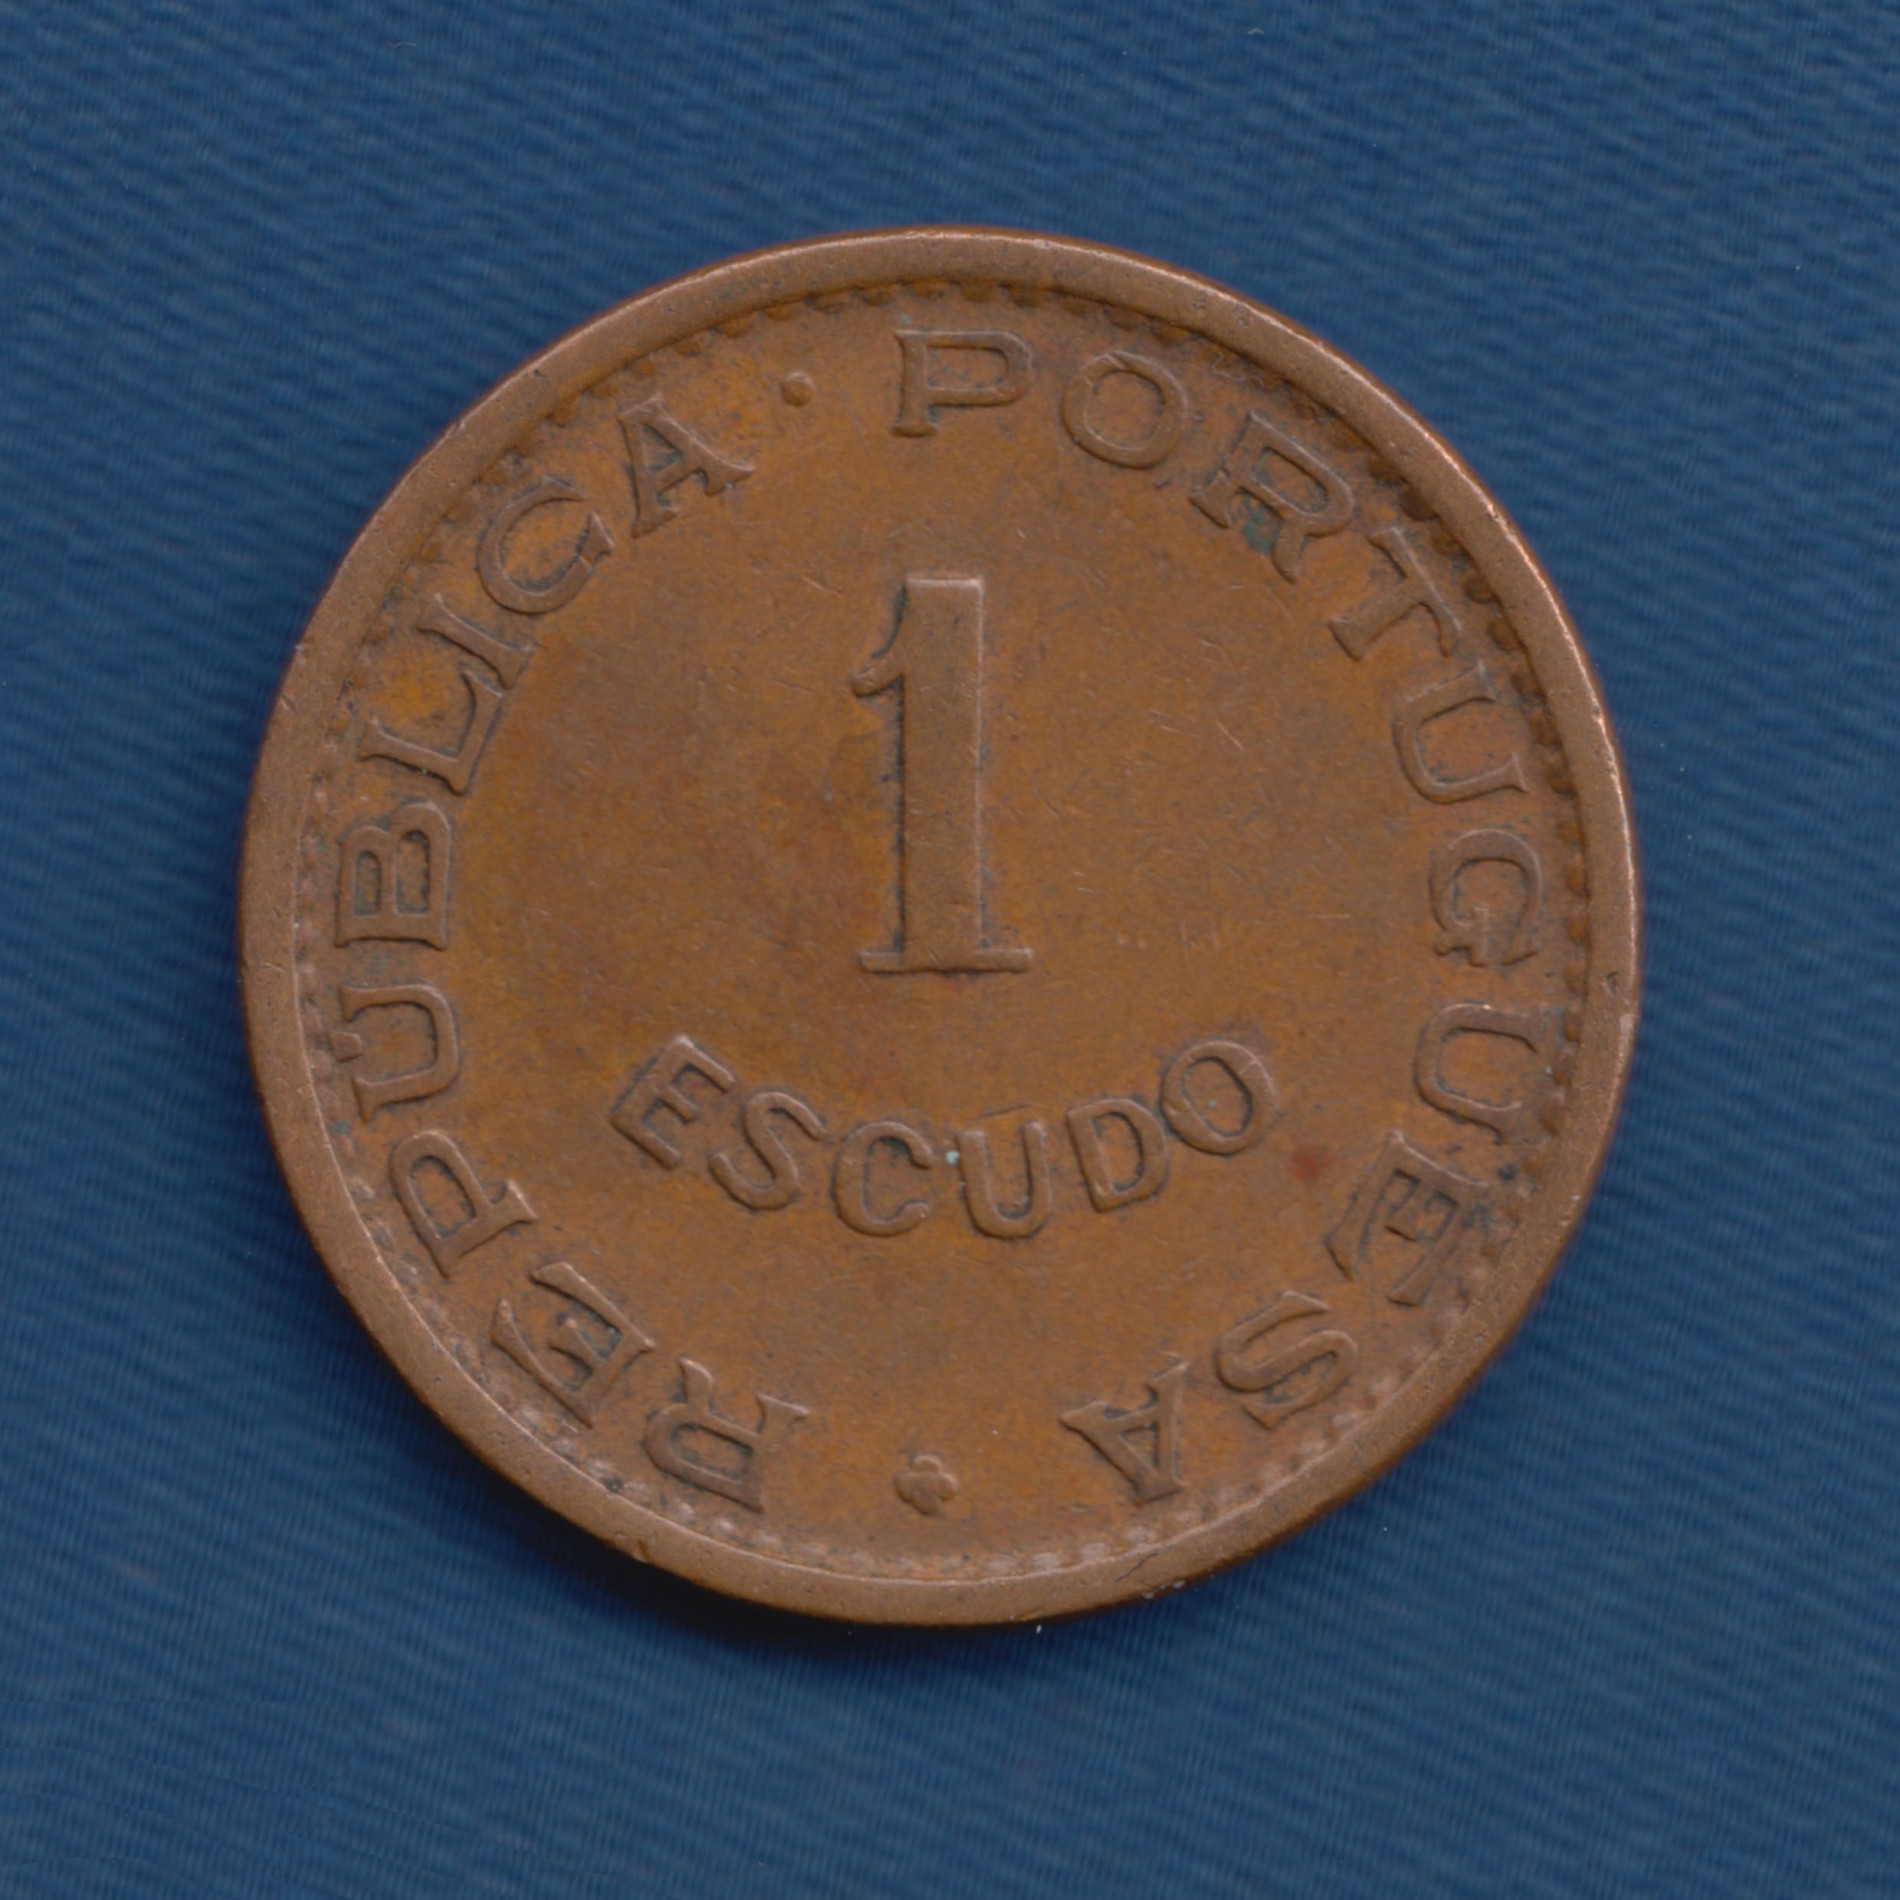 REPÚBLICA · PORTUGUESA
1
ESCUDO